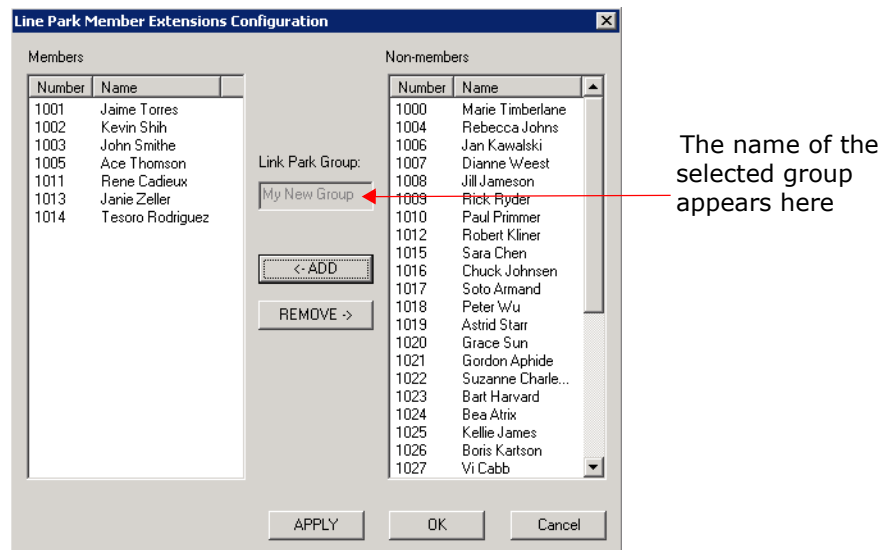 Line Park Member Extensions Configuration
Members
Number Name
1001 Jaime Torres
1002 Kevin Shih
1003 John Smithe
1005 Ace Thomson
1011 Rene Cadieux
1013 Janie Zeller
1014 Tesoro Rodriguez
Link Park Group:
My New Group
<- ADD
REMOVE ->
Non-members
Number Name
1000 Marie Timberlane
1004 Rebecca Johns
1006 Jan Kawalski
1007 Dianne Weest
1008 Jill Jameson
1009 Rick Ryder
1010 Paul Primmer
1012 Robert Kliner
1015 Sara Chen
1016 Chuck Johnsen
1017 Soto Armand
1018 Peter Wu
1019 Astrid Starr
1020 Grace Sun
1021 Gordon Aphide
1022 Suzanne Charle...
1023 Bart Harvard
1024 Bea Atrix
1025 Kellie James
1026 Boris Kartson
1027 Vi Cabb
The name of the
selected group
appears here
APPLY
OK
Cancel